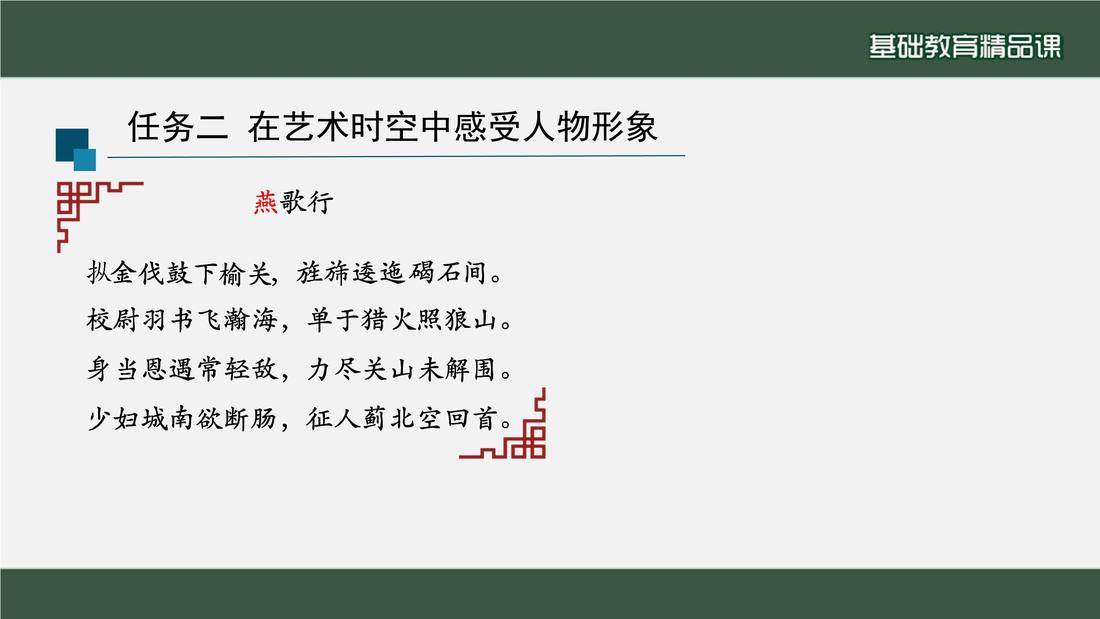 基础教育精品课
任务二 在艺术时空中感受人物形象
燕歌行
摐金伐鼓下榆关，旌旆逶迤碣石间。
校尉羽书飞瀚海，单于猎火照狼山。
身当恩遇常轻敌，力尽关山未解围。
少妇城南欲断肠，征人蓟北空回首。